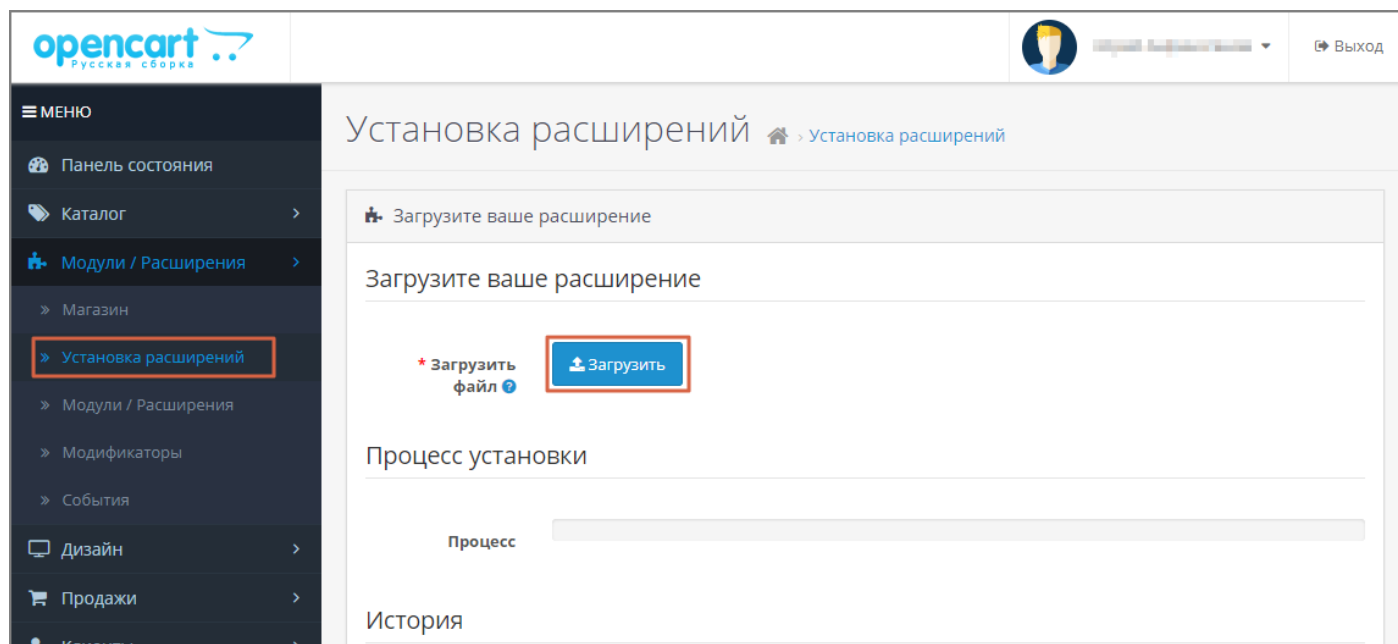 opencart
Русская сборка
Выход
МЕНЮ
Установка расширений › Установка расширений
Панель состояния
Каталог
Загрузите ваше расширение
Модули / Расширения
Загрузите ваше расширение
Магазин
Установка расширений
* Загрузить файл
Загрузить
Модули / Расширения
Модификаторы
Процесс установки
События
Процесс
Дизайн
Продажи
История